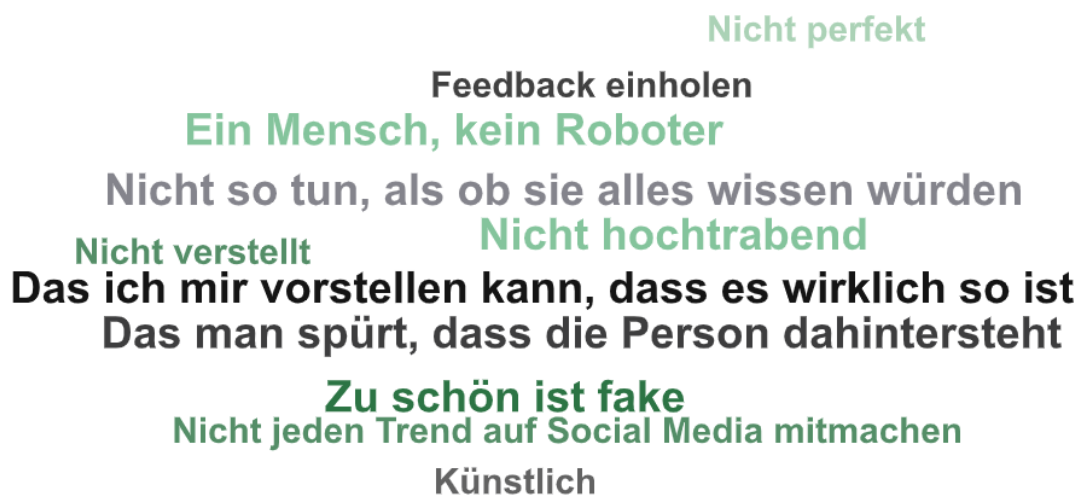 Nicht perfekt
Feedback einholen
Ein Mensch, kein Roboter
Nicht so tun, als ob sie alles wissen würden
Nicht hochtrabend
Nicht verstellt
Das ich mir vorstellen kann, dass es wirklich so ist
Das man spürt, dass die Person dahintersteht
Zu schön ist fake
Nicht jeden Trend auf Social Media mitmachen
Künstlich